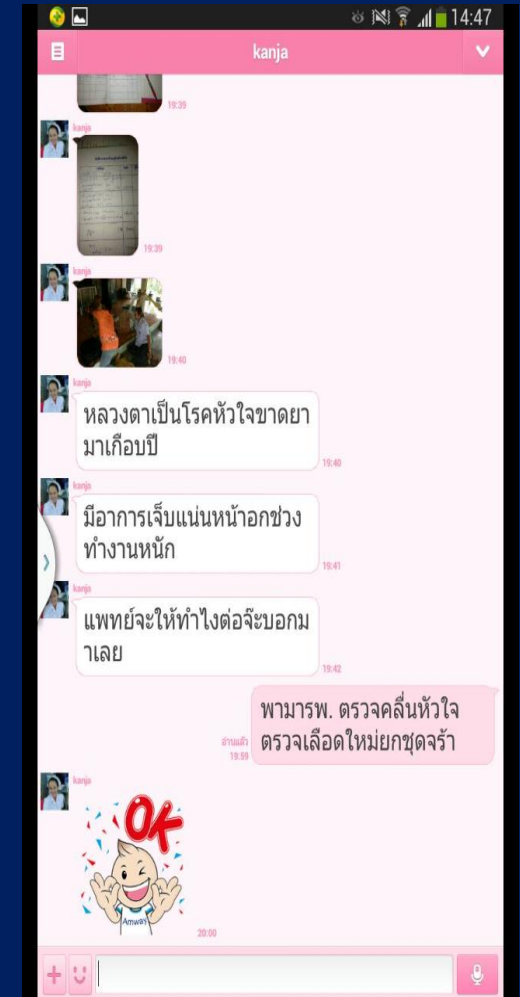 14:47
kanja
19:39
kanja
19:39
kanja
19:40
kanja
หลวงตาเป็นโรคหัวใจขาดยา
มาเกือบปี
19:40
kanja
มีอาการเจ็บแน่นหน้าอกช่วง
ทำงานหนัก
19:41
kanja
แพทย์จะให้ทำไงต่อจ๊ะบอกม
าเลย
19:42
พามารพ. ตรวจคลื่นหัวใจ
ตรวจเลือดใหม่ยกชุดจร้า
อ่านแล้ว
19:59
kanja
OK
Amway
20:00